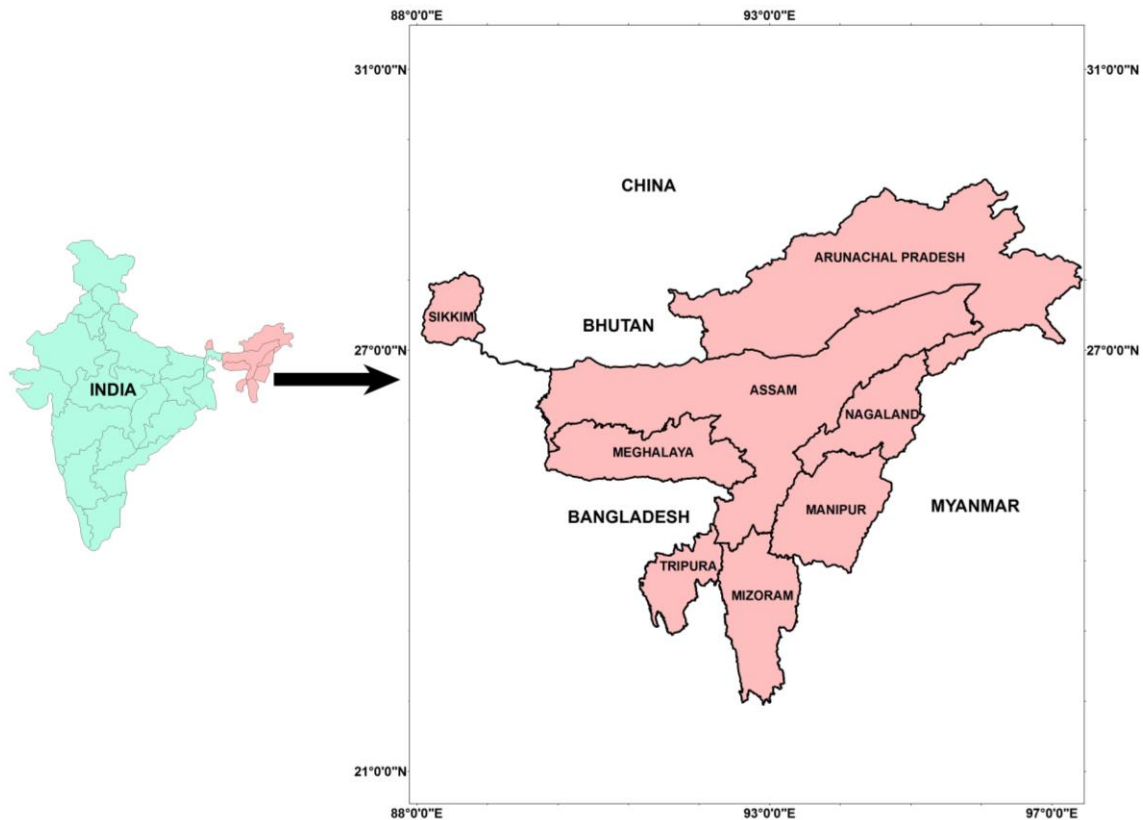 88°0'0"E
93°0'0"E
31°0'0"N
31°0'0"N
CHINA
ARUNACHAL PRADESH
SIKKIM
BHUTAN
27°0'0"N
27°0'0"N
INDIA
ASSAM
NAGALAND
MEGHALAYA
BANGLADESH
MANIPUR
MYANMAR
TRIPURA
MIZORAM
21°0'0"N
88°0'0"E
93°0'0"E
97°0'0"E